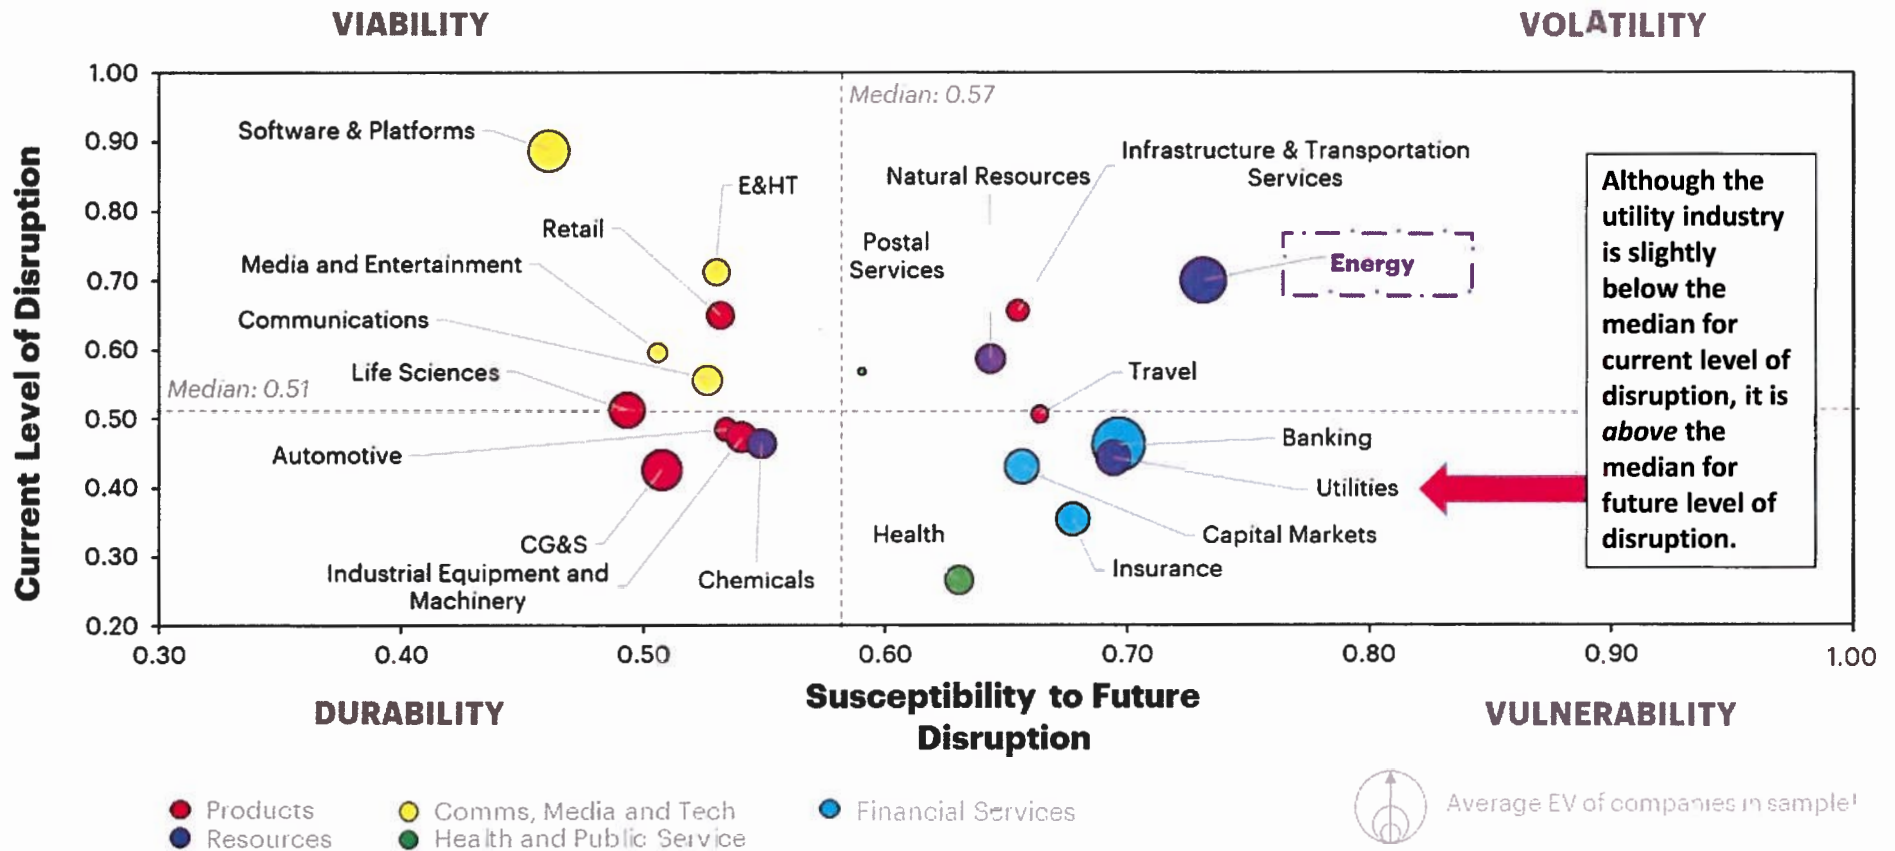 VIABILITY
VOLATILITY
1.00
0.90
0.80
0.70
0.60
0.50
0.40
0.30
0.20
Current Level of Disruption
Median: 0.57
Median: 0.51
Software & Platforms
E&HT
Retail
Media and Entertainment
Communications
Life Sciences
Automotive
CG&S
Industrial Equipment and
Machinery
Chemicals
Natural Resources
Infrastructure & Transportation
Services
Postal
Services
Energy
Travel
Banking
Utilities
Capital Markets
Insurance
Health
Although the
utility industry
is slightly
below the
median for
current level of
disruption, it is
above the
median for
future level of
disruption.
0.30 0.40 0.50 0.60 0.70 0.80 0.90 1.00
Susceptibility to Future
Disruption
DURABILITY
VULNERABILITY
Products
Comms, Media and Tech
Financial Services
Resources
Health and Public Service
Average EV of companies in sample¹